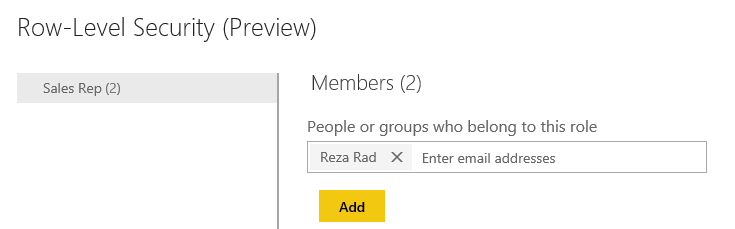 Row-Level Security (Preview)
Sales Rep (2)
Members (2)
People or groups who belong to this role
Reza Rad Enter email addresses
Add